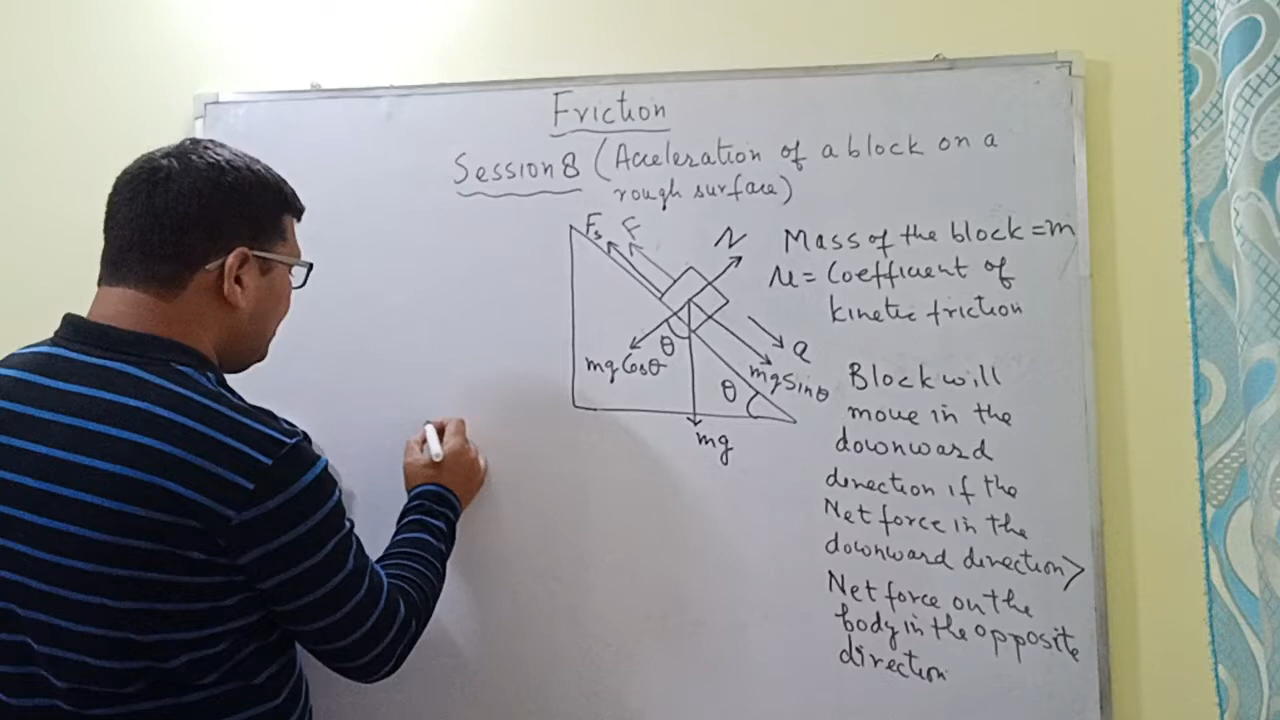 Friction
Session 8 (Acceleration of a block on a
rough surface)
Fs F N
Mass of the block = m
μ = Coefficient of
kinetic friction
θ
a
mg Cosθ
mg Sinθ
θ
mg
Block will
move in the
downward
direction if the
Net force in the
downward direction >
Net force on the
body in the opposite
direction